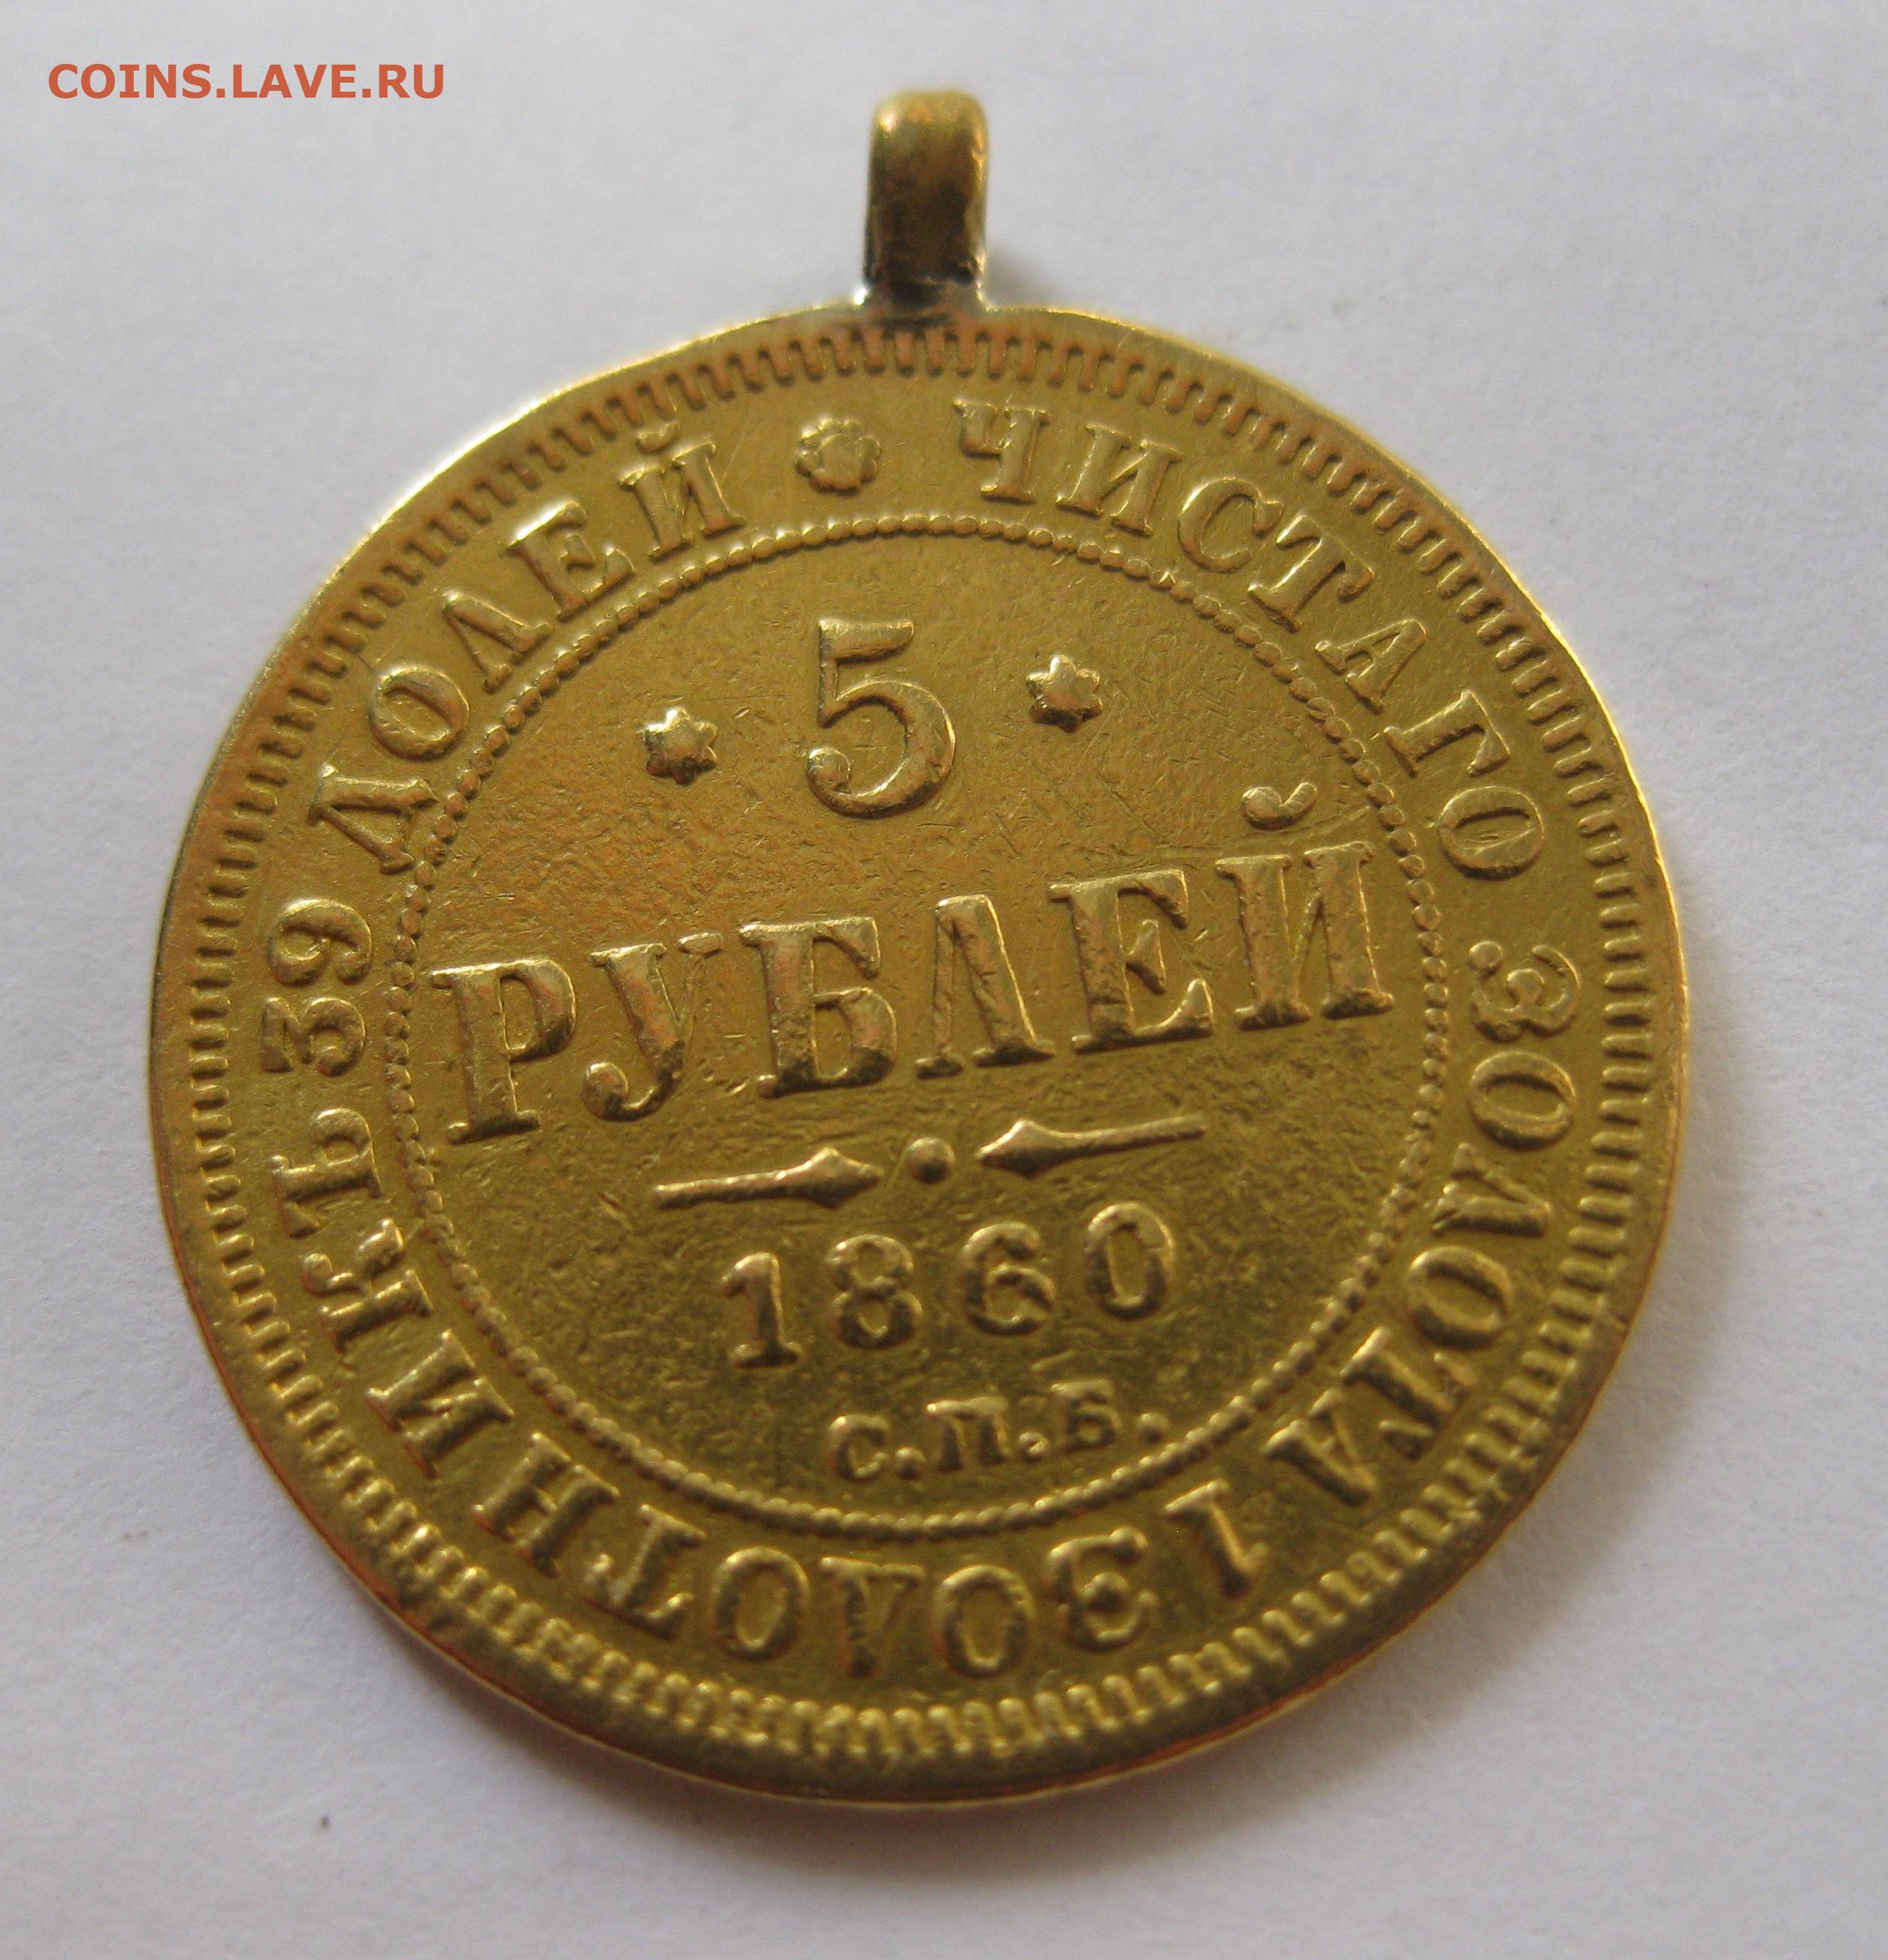 COINS.LAVE.RU
ЧИСТАГО ЗОЛОТА 1 ЗОЛОТНИКЪ 39 ДОЛЕЙ
5
РУБЛЕЙ
1860
С.П.Б.